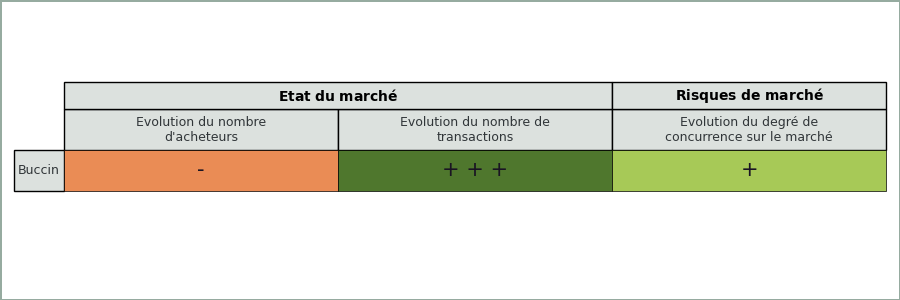 Etat du marché
Risques de marché
Evolution du nombre
d'acheteurs
Evolution du nombre de
transactions
Evolution du degré de
concurrence sur le marché
Buccin
-
+ + +
+